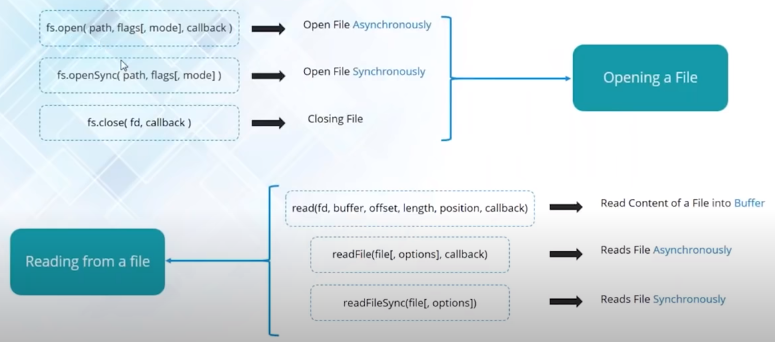 fs.open( path, flags[, mode], callback )
Open File Asynchronously
fs.openSync( path, flags[, mode] )
Open File Synchronously
fs.close( fd, callback )
Closing File
Opening a File
read(fd, buffer, offset, length, position, callback)
Read Content of a File into Buffer
readFile(file[, options], callback)
Reads File Asynchronously
readFileSync(file[, options])
Reads File Synchronously
Reading from a file